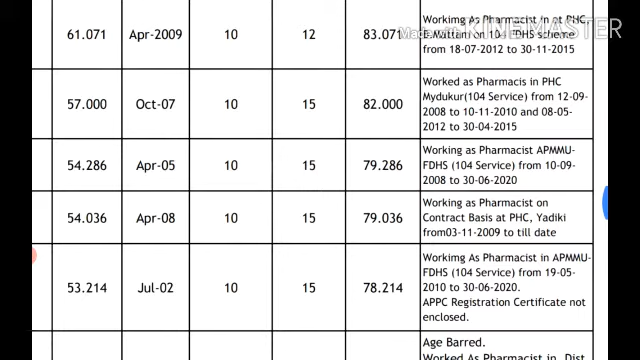 61.071 Apr-2009 10 12 83.071
Workimg As Pharmacist in at PHC,
on 104 FDHS scheme
from 18-07-2012 to 30-11-2015
Made with KINEMASTER
57.000 Oct-07 10 15 82.000
Worked as Pharmacis in PHC
Mydukur(104 Service) from 12-09-
2008 to 10-11-2010 and 08-05-
2012 to 30-04-2015
54.286 Apr-05 10 15 79.286
Working as Pharmacist APMMU-
FDHS (104 Service) from 10-09-
2008 to 30-06-2020
54.036 Apr-08 10 15 79.036
Working as Pharmacist on
Contract Basis at PHC, Yadiki
from03-11-2009 to till date
53.214 Jul-02 10 15 78.214
Workimg As Pharmacist in APMMU-
FDHS (104 Service) from 19-05-
2010 to 30-06-2020.
APPC Registration Certificate not
enclosed.
Age Barred.
Worked As Pharmacist in Dist